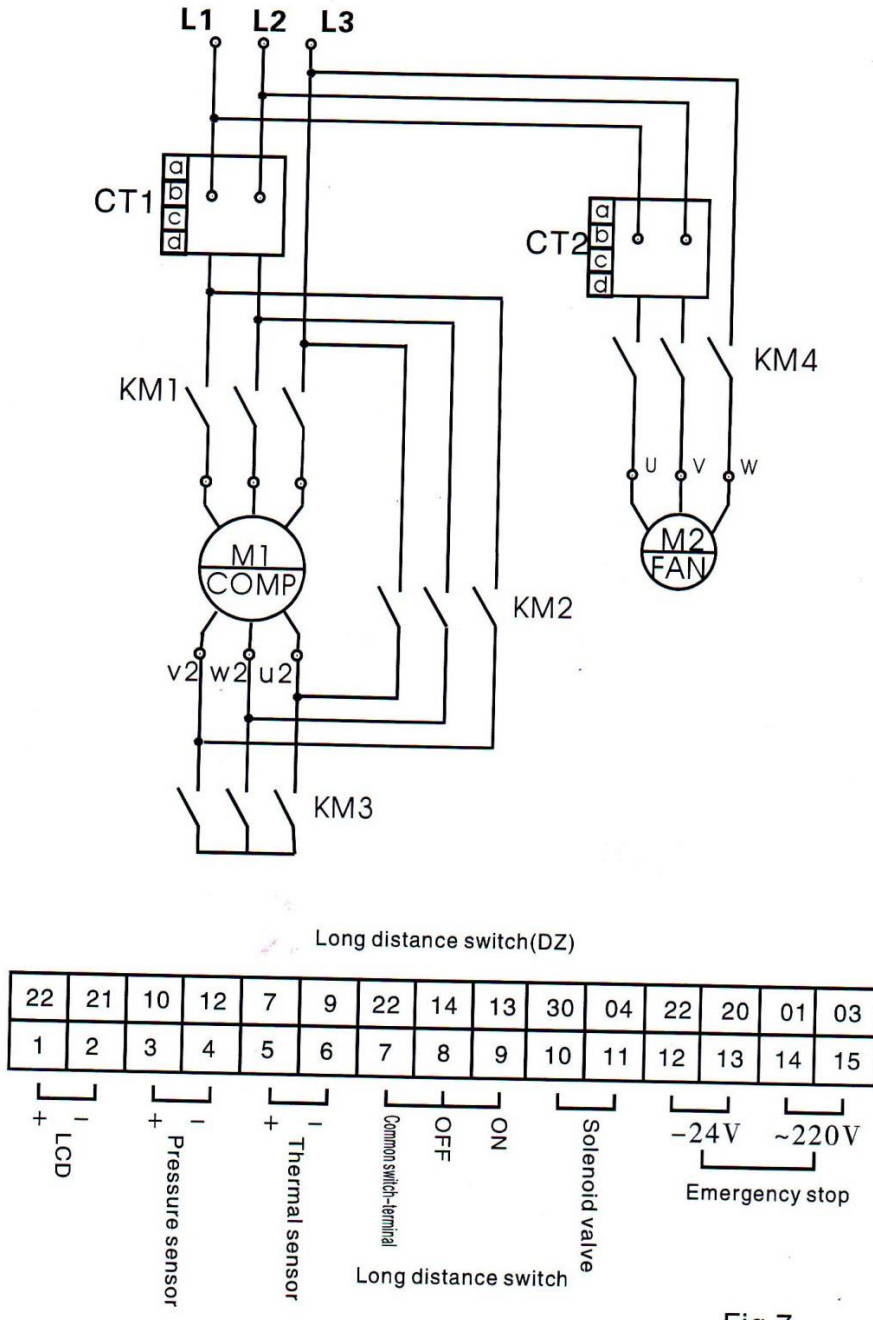 L1 L2 L3
a
b
c
d
CT1
a
b
c
d
CT2
KM1
KM4
U V W
M1
COMP
M2
FAN
KM2
v2 w2 u2
KM3
Long distance switch(DZ)
22 21 10 12 7 9 22 14 13 30 04 22 20 01 03
1 2 3 4 5 6 7 8 9 10 11 12 13 14 15
+ -
LCD
+ -
Pressure sensor
+ -
Thermal sensor
Common switch-terminal
OFF
ON
Solenoid valve
-24V ~220V
Emergency stop
Long distance switch